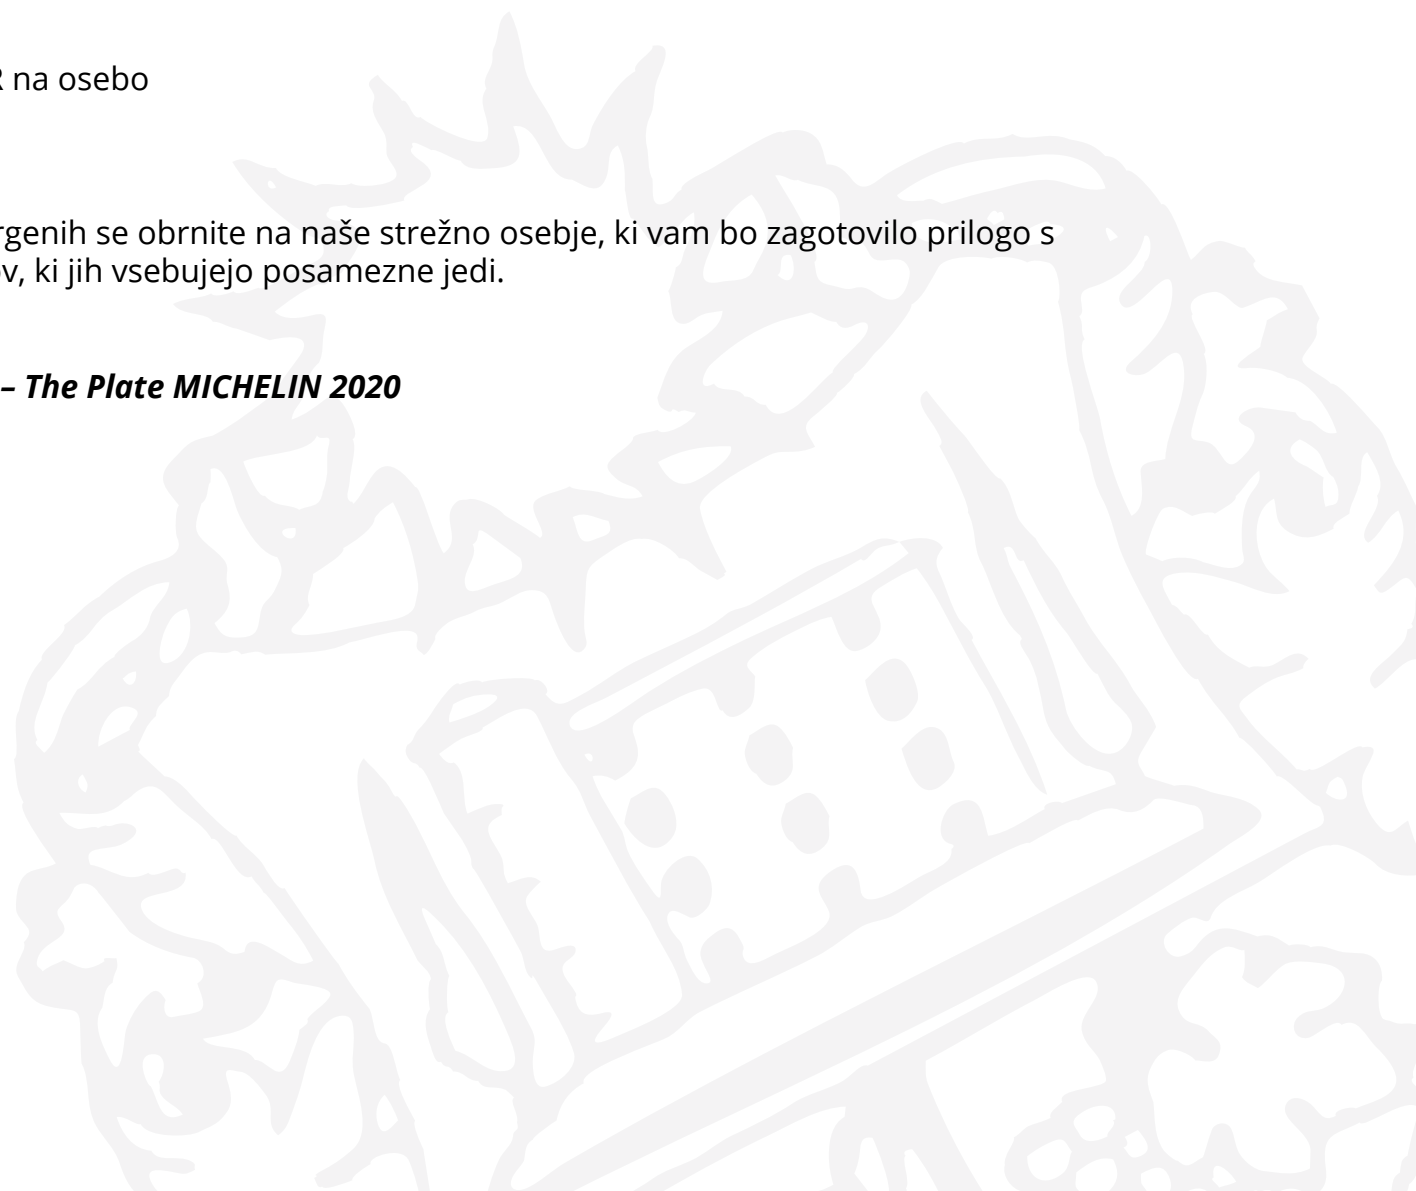 na osebo
se obrnite na naše strežno osebje, ki vam bo zagotovilo prilogo s
ki jih vsebujejo posamezne jedi.
– The Plate MICHELIN 2020